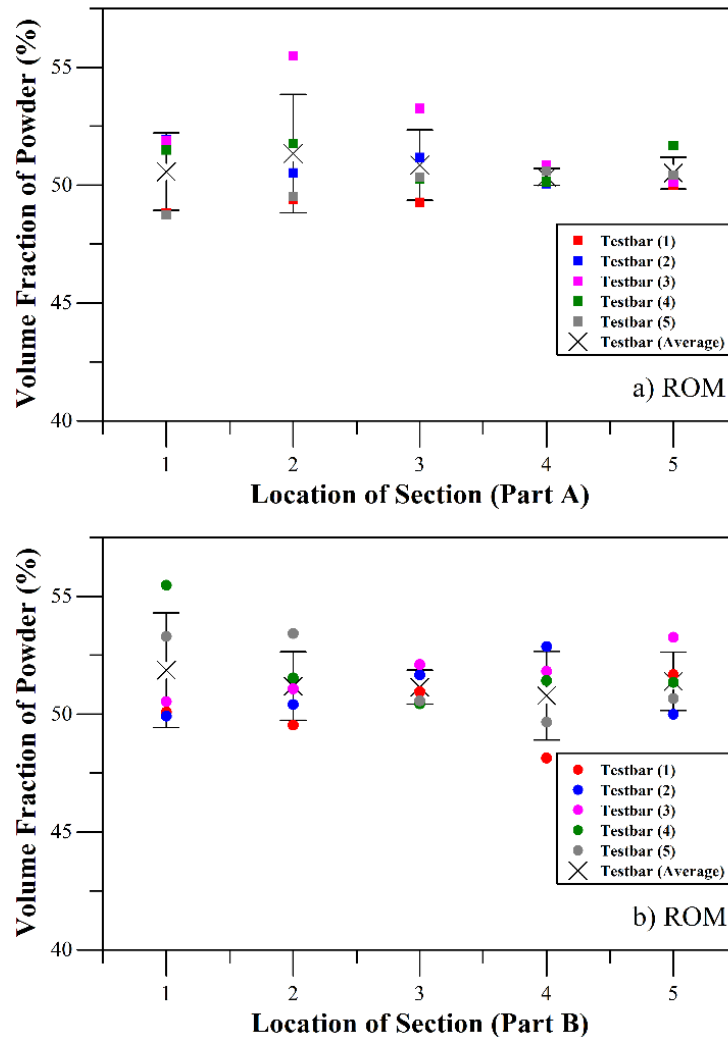 Volume Fraction of Powder (%)
55
50
45
40
Testbar (1)
Testbar (2)
Testbar (3)
Testbar (4)
Testbar (5)
Testbar (Average)
a) ROM
1 2 3 4 5
Location of Section (Part A)
Volume Fraction of Powder (%)
55
50
45
40
Testbar (1)
Testbar (2)
Testbar (3)
Testbar (4)
Testbar (5)
Testbar (Average)
b) ROM
1 2 3 4 5
Location of Section (Part B)